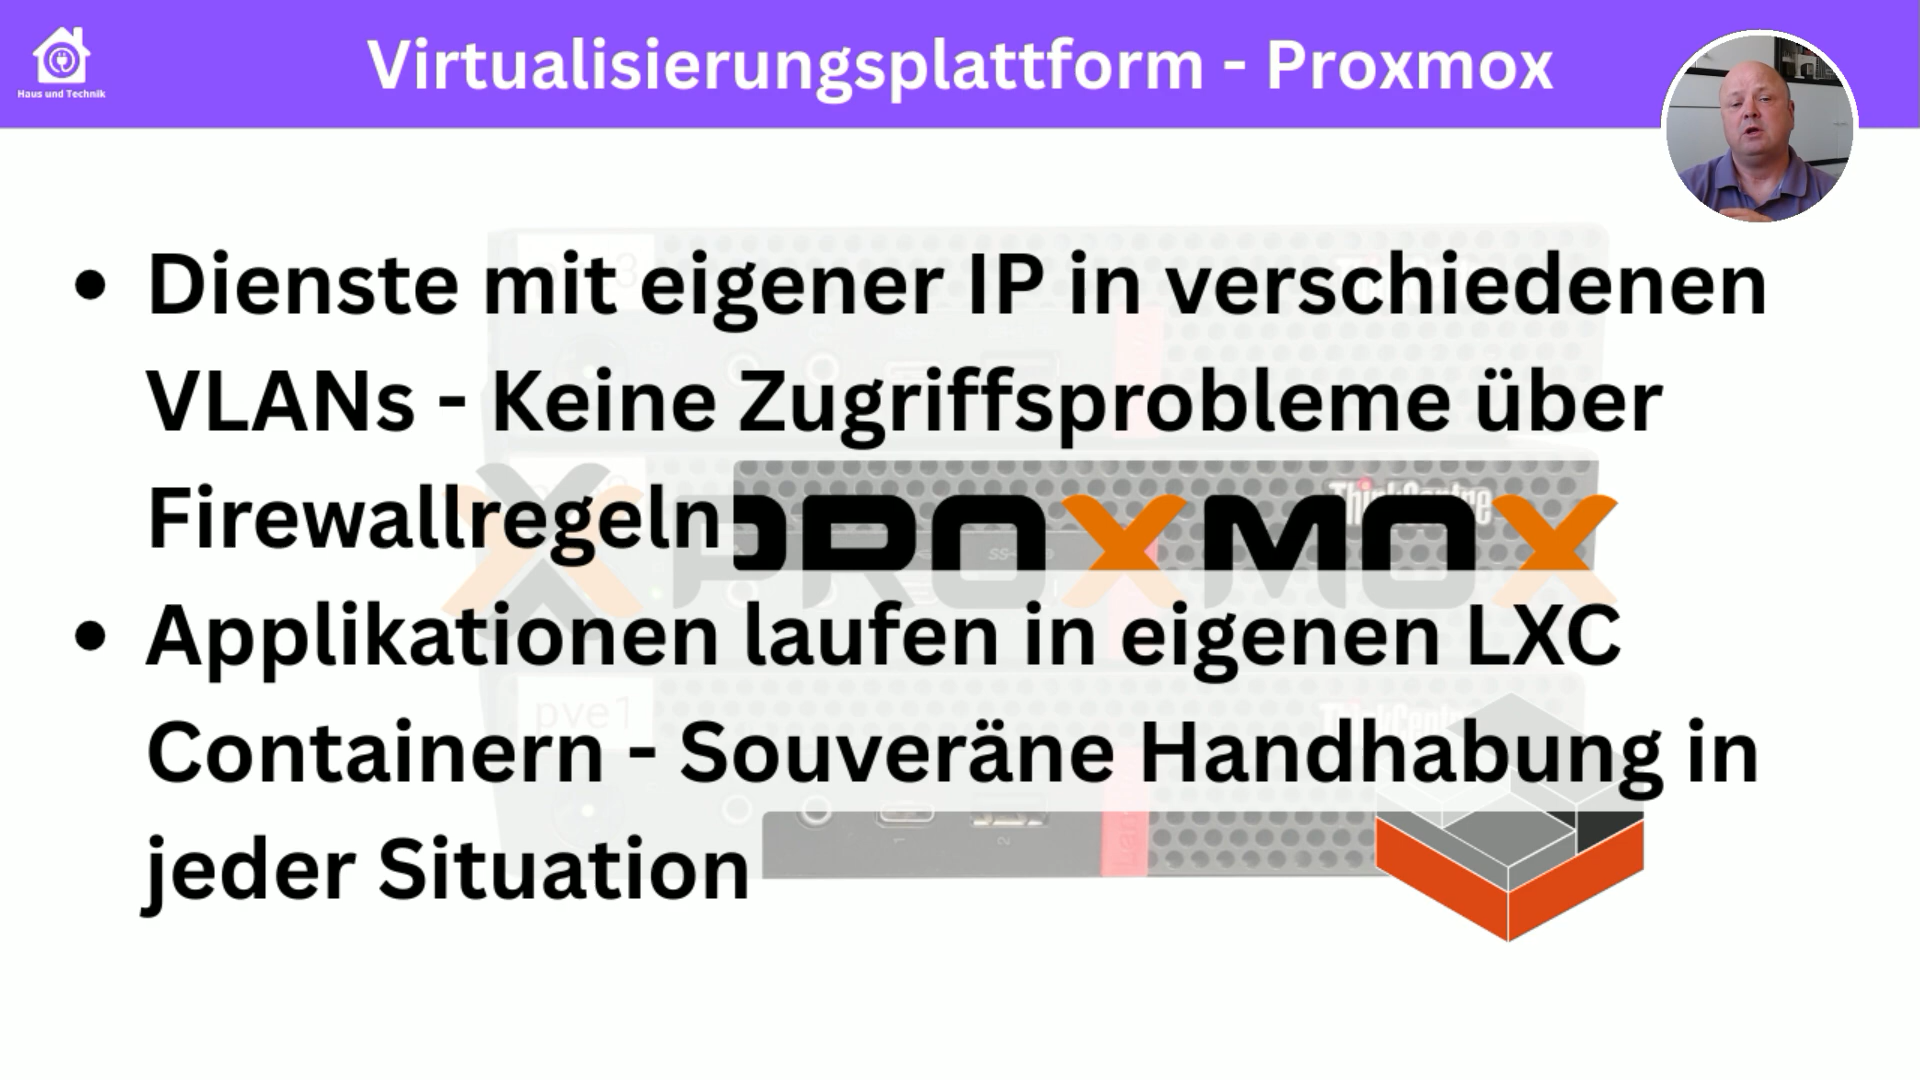 Haus und Technik
Virtualisierungsplattform - Proxmox
Dienste mit eigener IP in verschiedenen
VLANs - Keine Zugriffsprobleme über
Firewallregeln
PROXMOX
ThinkCentre
Applikationen laufen in eigenen LXC
pve1
ThinkCentre
Containern - Souveräne Handhabung in
jeder Situation